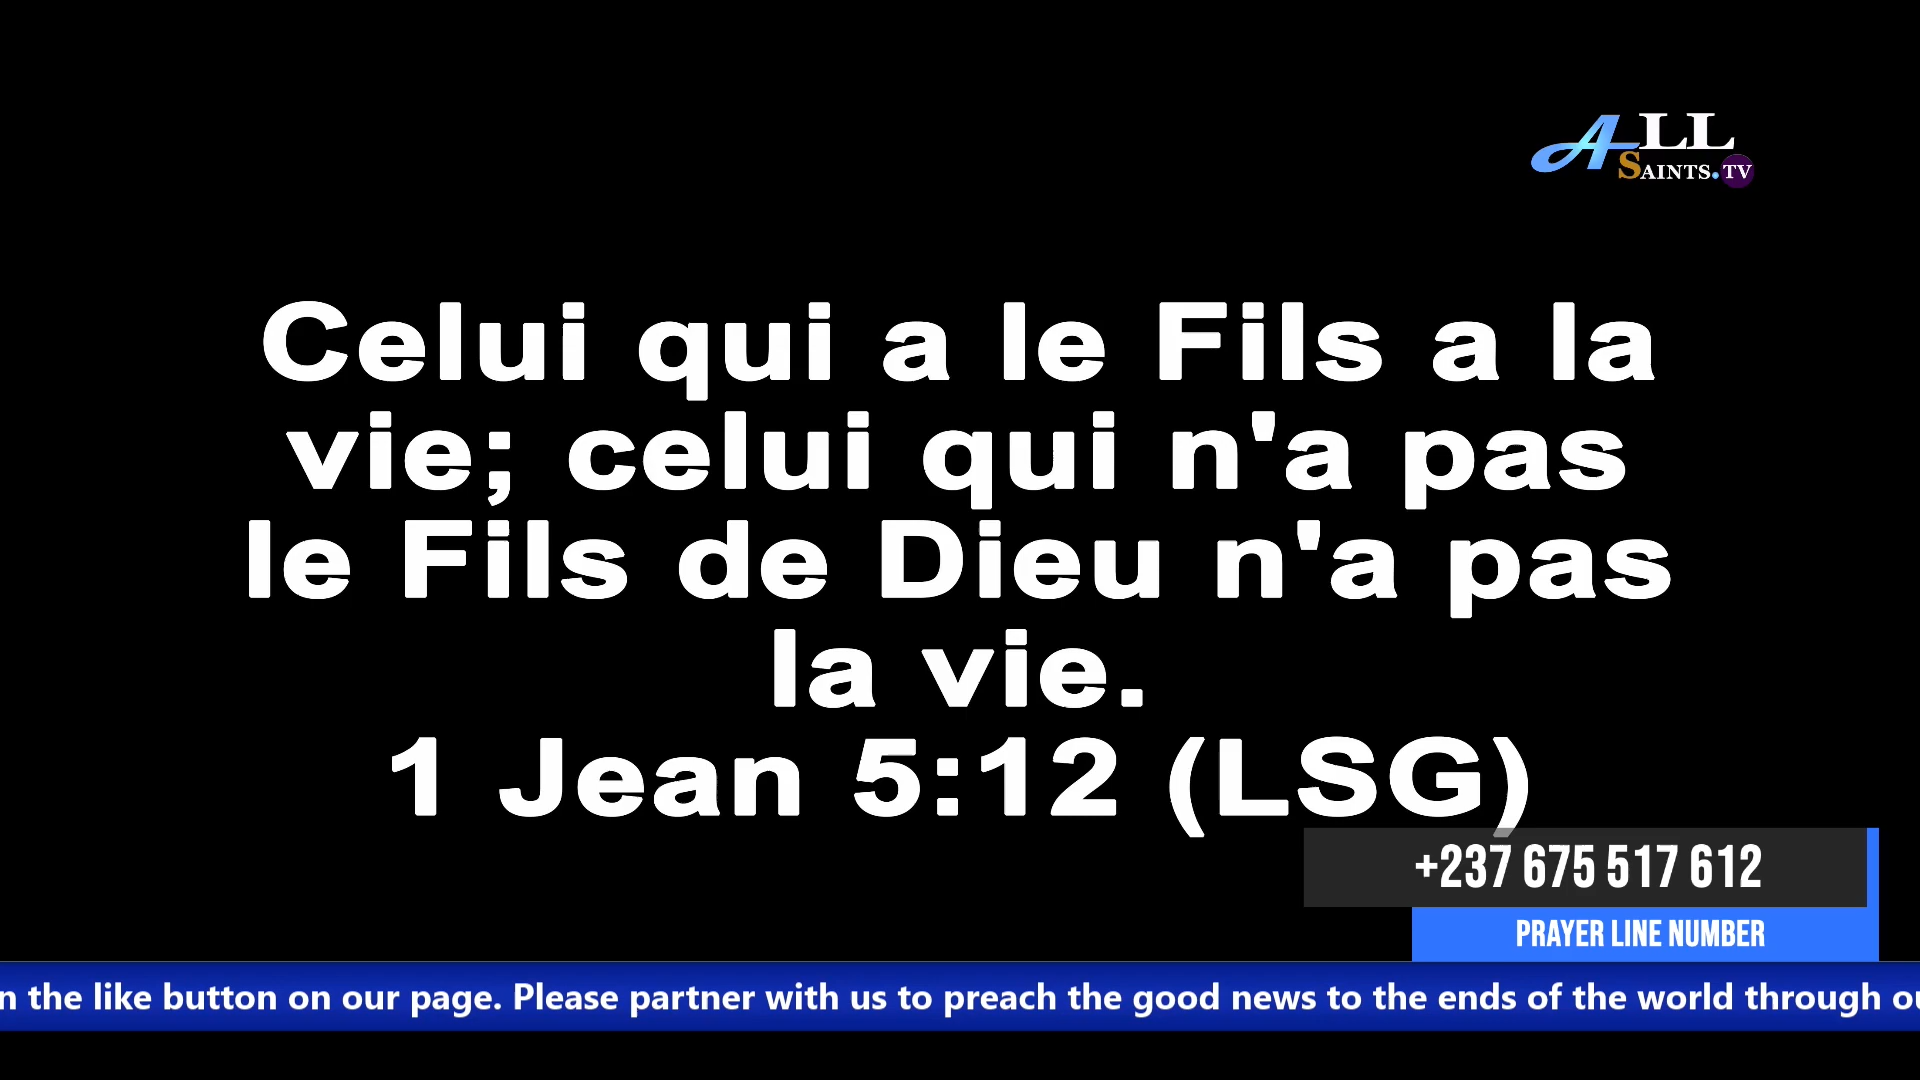 ALL
SAINTS.TV
Celui qui a le Fils a la
vie; celui qui n'a pas
le Fils de Dieu n'a pas
la vie.
1 Jean 5:12 (LSG)
+237 675 517 612
PRAYER LINE NUMBER
n the like button on our page. Please partner with us to preach the good news to the ends of the world through ou